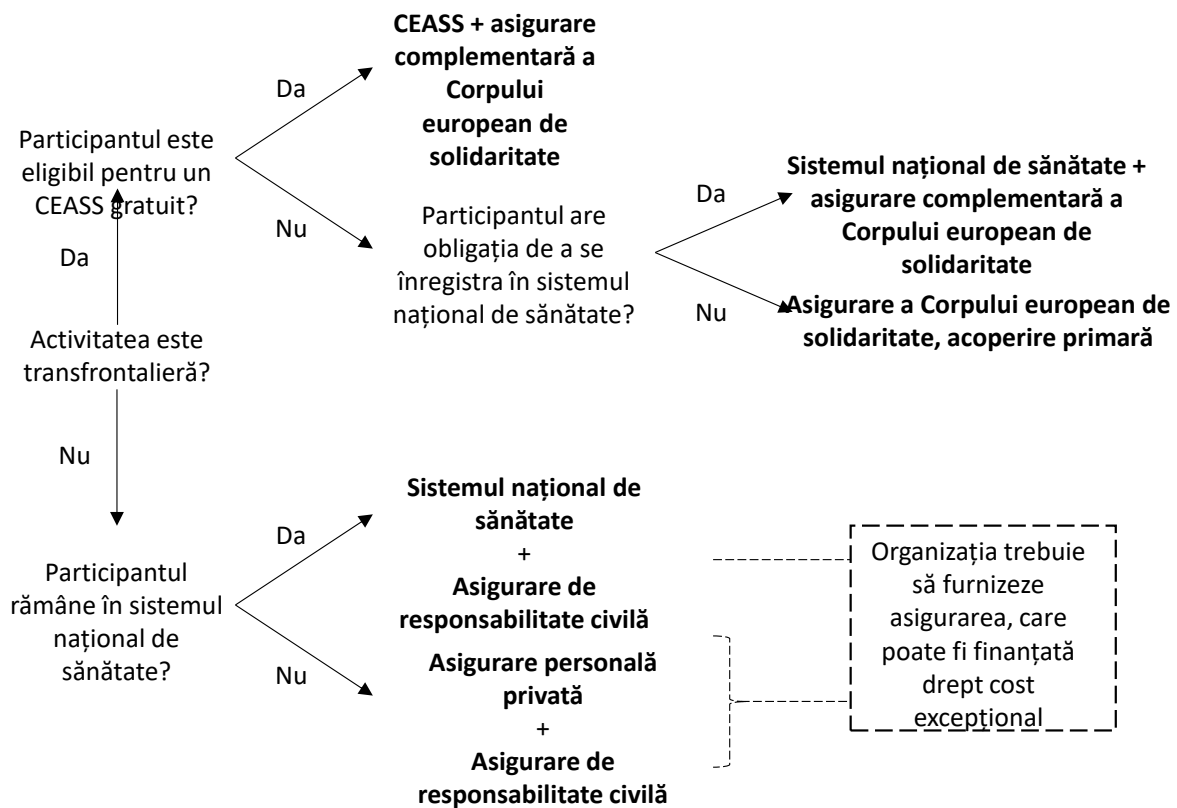 CEASS + asigurare
complementară a
Corpului
european de
solidaritate
Da
Participantul este
eligibil pentru un
CEASS gratuit?
Nu
Da
Activitatea este
transfrontalieră?
Participantul are
obligația de a se
înregistra în sistemul
național de sănătate?
Da
Nu
Sistemul național de sănătate +
asigurare complementară a
Corpului european de
solidaritate
Asigurare a Corpului european de
solidaritate, acoperire primară
Nu
Participantul
rămâne în sistemul
național de
sănătate?
Da
Nu
Sistemul național de
sănătate
+
Asigurare de
responsabilitate civilă
Asigurare personală
privată
+
Asigurare de
responsabilitate civilă
Organizația trebuie
să furnizeze
asigurarea, care
poate fi finanțată
drept cost
excepțional